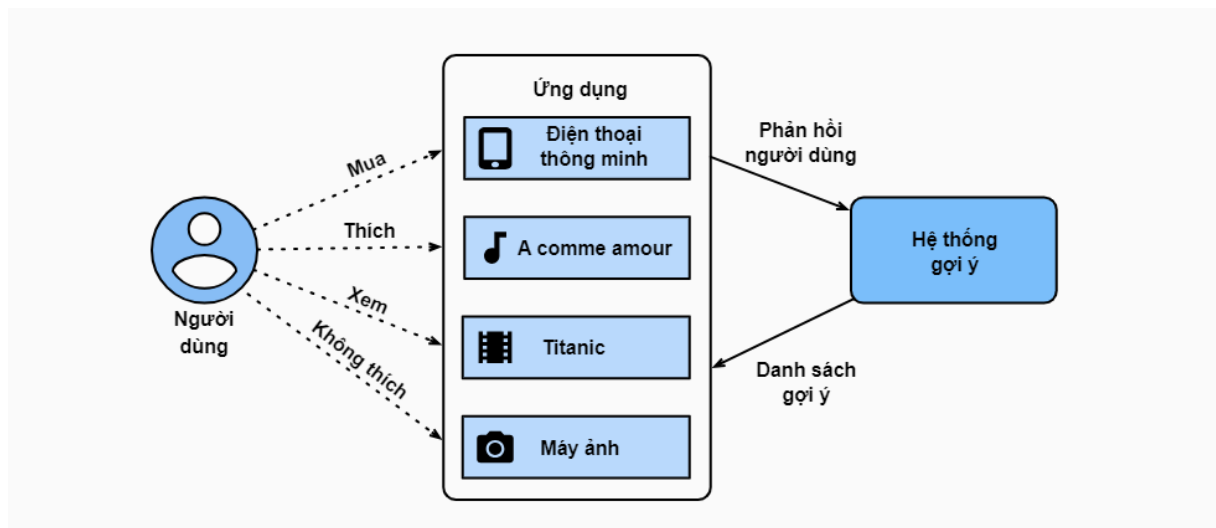 Ứng dụng
Điện thoại
thông minh
A comme amour
Titanic
Máy ảnh
Mua
Thích
Xem
Không thích
Người
dùng
Phản hồi
người dùng
Hệ thống
gợi ý
Danh sách
gợi ý